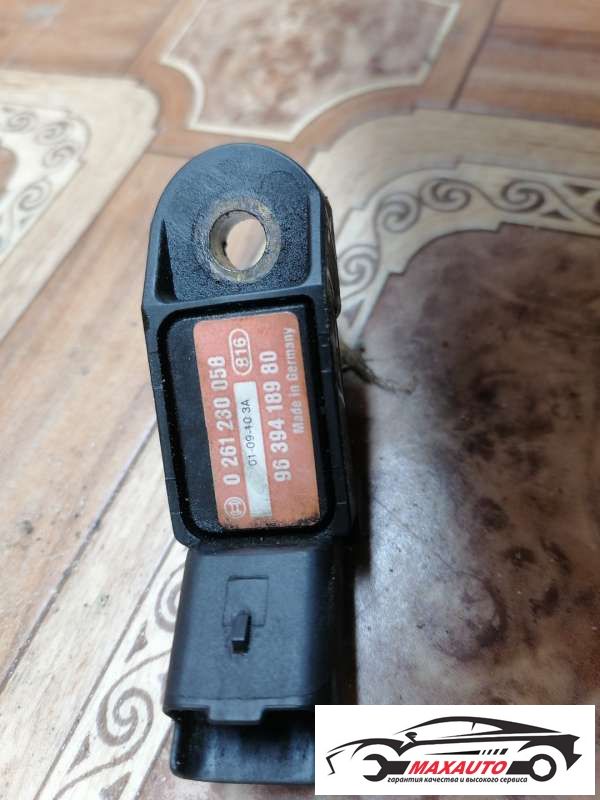 0 261 230 058 816
01-09-10 3A
96 394 189 80
Made in Germany
MAXAUTO
гарантия качества и высокого сервиса